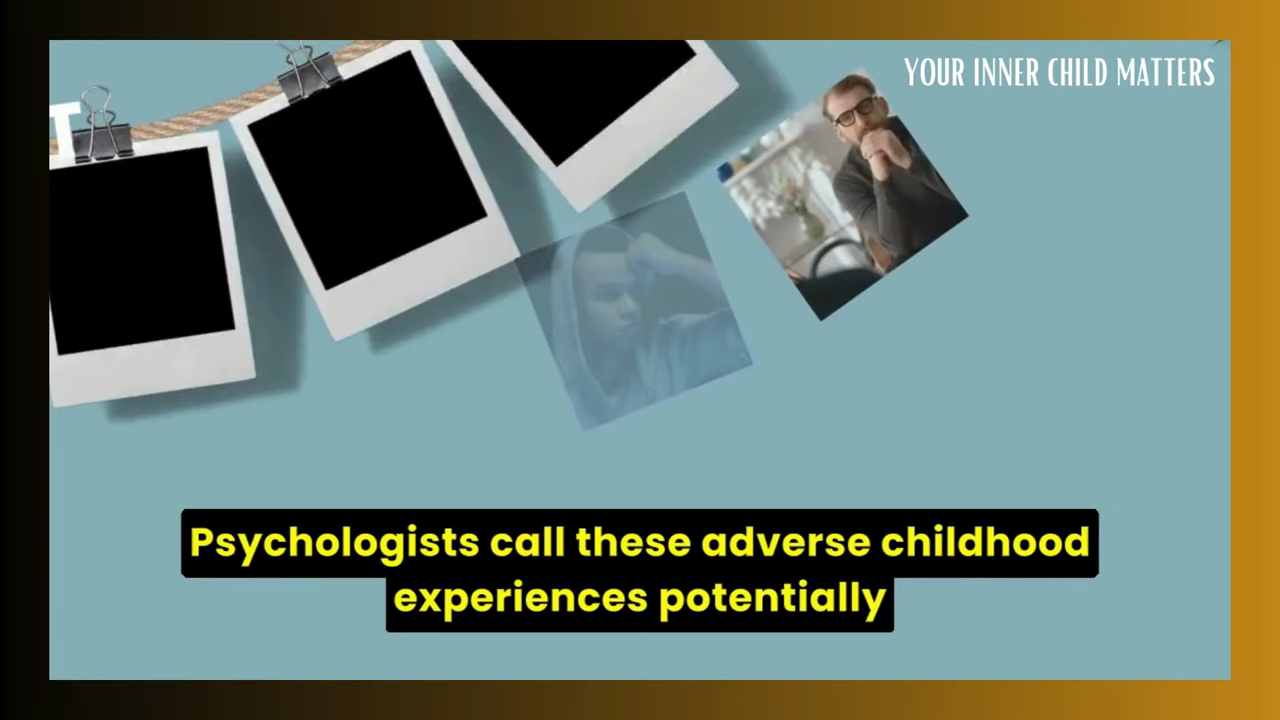 YOUR INNER CHILD MATTERS
T
Psychologists call these adverse childhood
experiences potentially